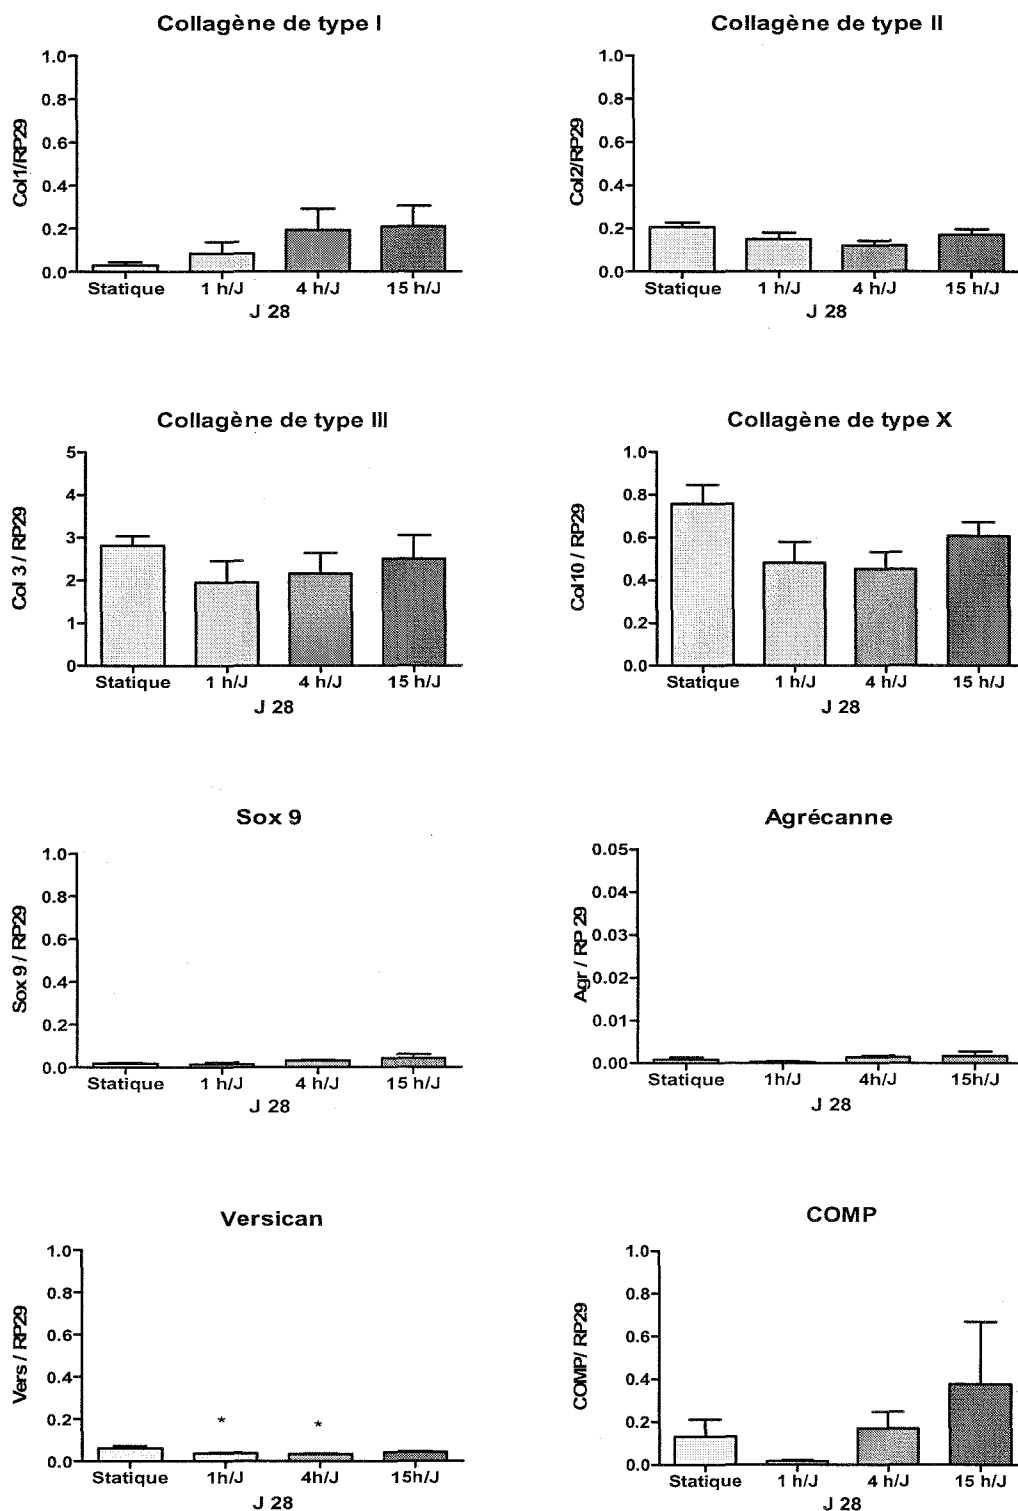 Collagène de type I
Col1/RP29
1.0
0.8
0.6
0.4
0.2
0.0
Statique 1 h/J 4 h/J 15 h/J
J 28
Collagène de type II
Col2/RP29
1.0
0.8
0.6
0.4
0.2
0.0
Statique 1 h/J 4 h/J 15 h/J
J 28
Collagène de type III
Col 3 / RP29
5
4
3
2
1
0
Statique 1 h/J 4 h/J 15 h/J
J 28
Collagène de type X
Col10 / RP29
1.0
0.8
0.6
0.4
0.2
0.0
Statique 1 h/J 4 h/J 15 h/J
J 28
Sox 9
Sox 9 / RP29
1.0
0.8
0.6
0.4
0.2
0.0
Statique 1 h/J 4 h/J 15 h/J
J 28
Agrécanne
Agr / RP 29
0.05
0.04
0.03
0.02
0.01
0.00
Statique 1h/J 4h/J 15h/J
J 28
Versican
Vers / RP29
1.0
0.8
0.6
0.4
0.2
0.0
* *
Statique 1h/J 4h/J 15h/J
J 28
COMP
COMP/ RP29
1.0
0.8
0.6
0.4
0.2
0.0
Statique 1 h/J 4 h/J 15 h/J
J 28